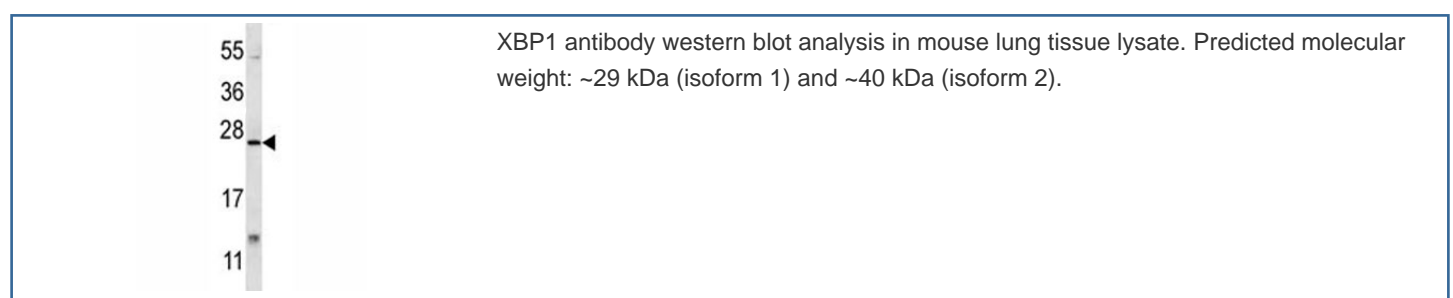 XBP1 antibody western blot analysis in mouse lung tissue lysate. Predicted molecular
weight: ~29 kDa (isoform 1) and ~40 kDa (isoform 2).
55
36
28
17
11